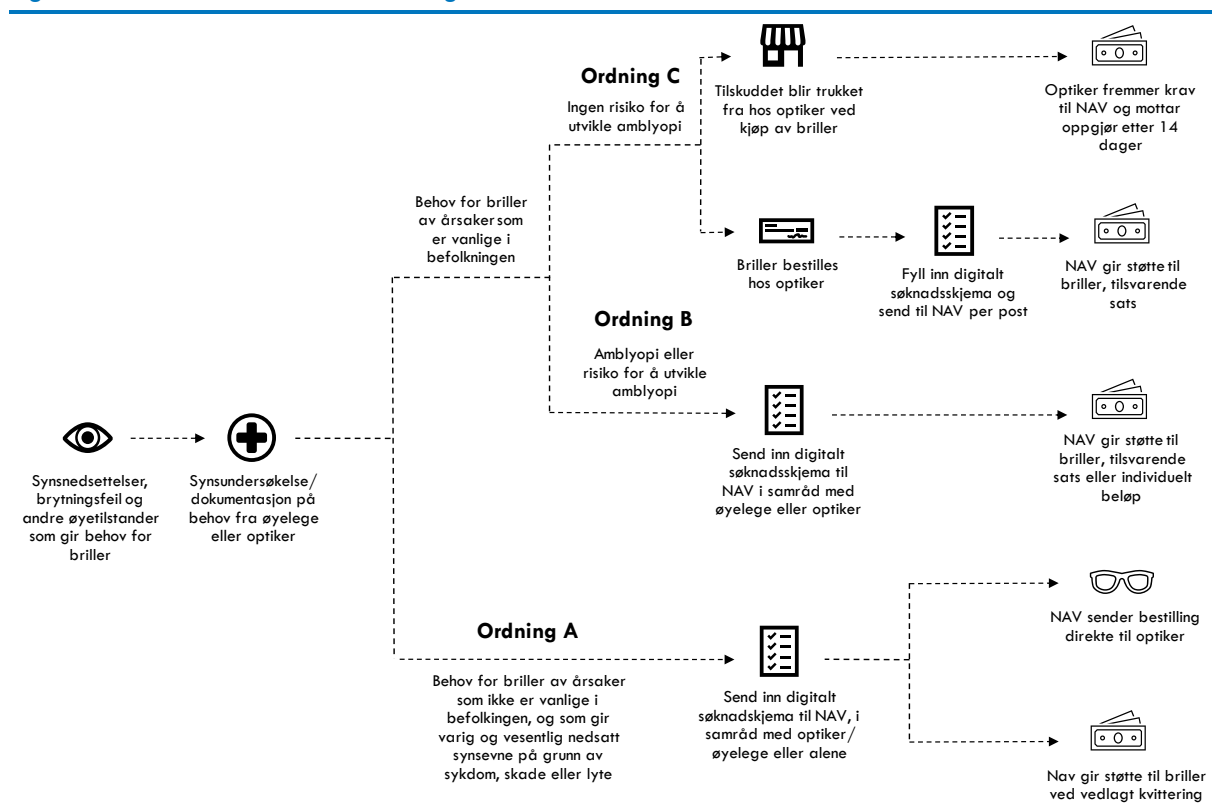 Ordning C
Ingen risiko for å
utvikle amblyopi
Tilskuddet blir trukket
fra hos optiker ved
kjøp av briller
Optiker fremmer krav
til NAV og mottar
oppgjør etter 14
dager
Behov for briller
av årsaker som
er vanlige i
befolkningen
Briller bestilles
hos optiker
Fyll inn digitalt
søknadsskjema og
send til NAV per post
NAV gir støtte til
briller, tilsvarende
sats
Ordning B
Amblyopi eller
risiko for å utvikle
amblyopi
Send inn digitalt
søknadsskjema til
NAV i samråd med
øyelege eller optiker
NAV gir støtte til
briller, tilsvarende
sats eller individuelt
beløp
Synsnedsettelser,
brytningsfeil og
andre øyetilstander
som gir behov for
briller
Synsundersøkelse/
dokumentasjon på
behov fra øyelege
eller optiker
Ordning A
Behov for briller av årsaker
som ikke er vanlige i
befolkingen, og som gir
varig og vesentlig nedsatt
synsevne på grunn av
sykdom, skade eller lyte
Send inn digitalt
søknadskjema til NAV, i
samråd med optiker/
øyelege eller alene
NAV sender bestilling
direkte til optiker
Nav gir støtte til briller
ved vedlagt kvittering